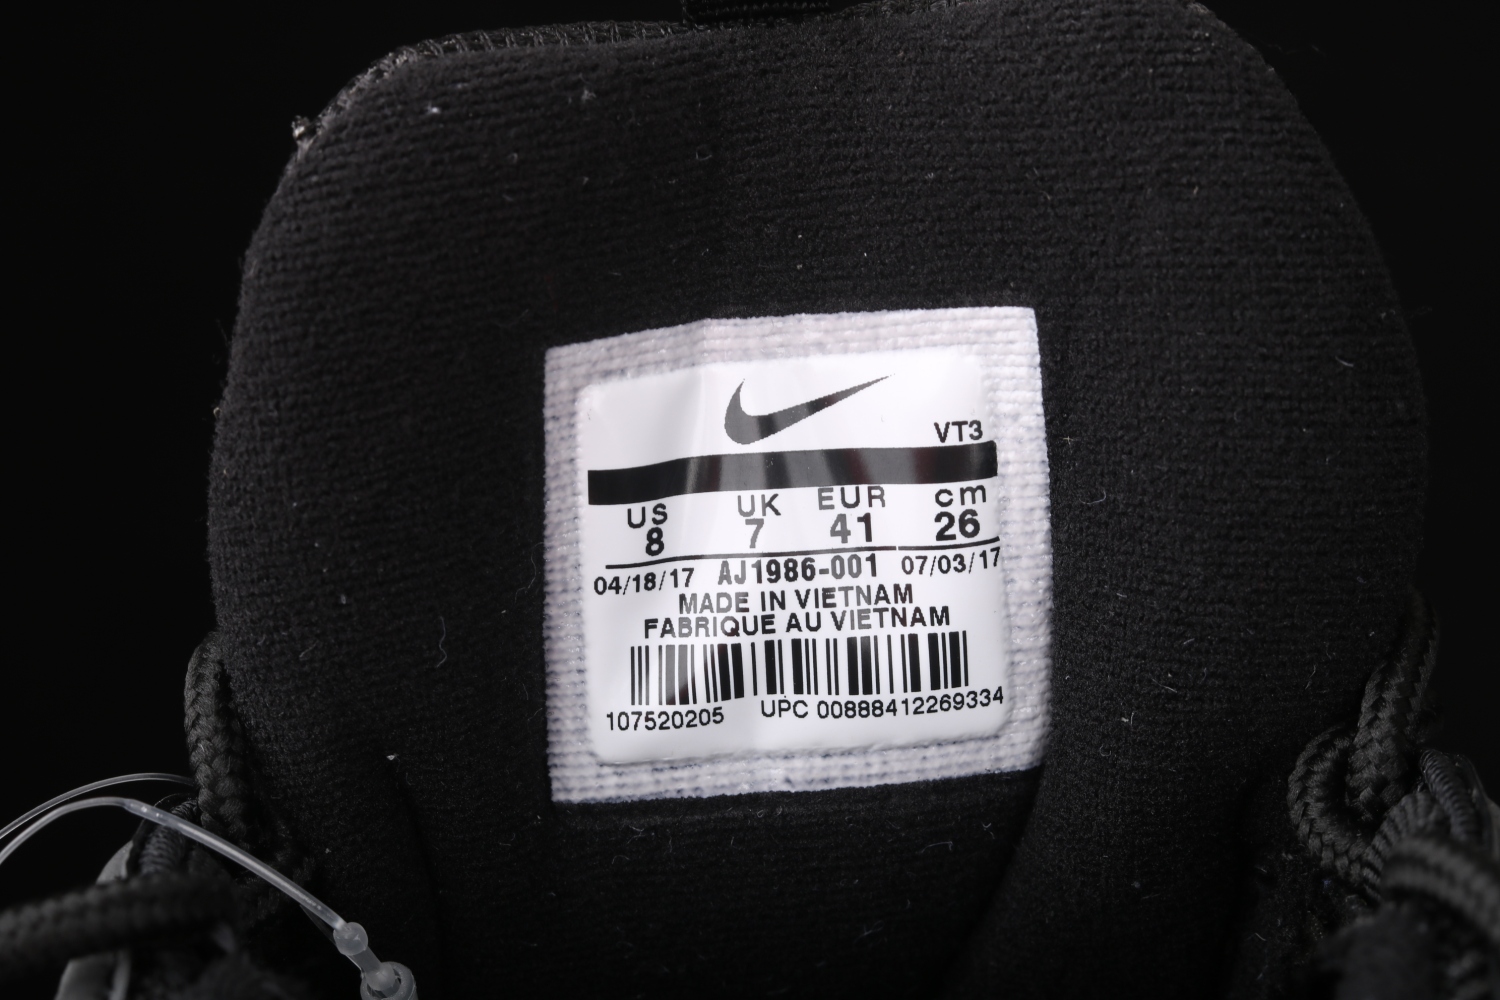 VT3
US UK EUR cm
8 7 41 26
04/18/17 AJ1986-001 07/03/17
MADE IN VIETNAM
FABRIQUE AU VIETNAM
107520205 UPC 00888412269334